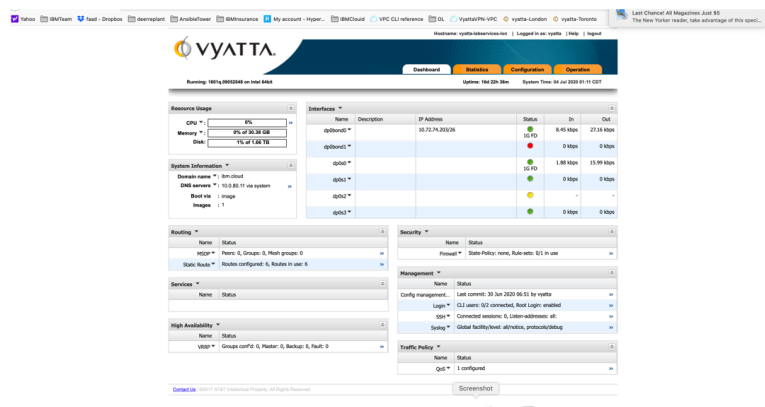 Yahoo IBMTeam faad - Dropbox deerreplant AnsibleTower IBMInsurance My account - Hyper... IBMCloud VPC CLI reference DL VyattaVPN-VPC vyatta-London vyatta-Toronto
Last Chance! All Magazines Just $5
The New Yorker reader, take advantage of this speci...
Hostname: vyatta-labservices-lon | Logged in as: vyatta | Help | logout
VYATTA.
Dashboard Statistics Configuration Operation
Running: 1801q.09052048 on Intel 64bit Uptime: 16d 22h 36m System Time: 04 Jul 2020 01:11 CDT
Resource Usage
CPU : 6% »
Memory : 0% of 30.38 GB
Disk: 1% of 1.66 TB
System Information
Domain name : ibm.cloud
DNS servers : 10.0.80.11 via system »
Boot via : image
Images : 1
Interfaces
Name Description IP Address Status In Out
dp0bond0 10.72.74.203/26 1G FD 8.45 kbps 27.16 kbps
dp0bond1 0 kbps 0 kbps
dp0s0 1G FD 1.88 kbps 15.99 kbps
dp0s1 0 kbps 0 kbps
dp0s2 - -
dp0s3 0 kbps 0 kbps
Routing
Name Status
MSDP Peers: 0, Groups: 0, Mesh groups: 0 »
Static Route Routes configured: 6, Routes in use: 6 »
Services
Name Status
High Availability
Name Status
VRRP Groups conf'd: 0, Master: 0, Backup: 0, Fault: 0 »
Security
Name Status
Firewall State-Policy: none, Rule-sets: 0/1 in use »
Management
Name Status
Config management... Last commit: 30 Jun 2020 06:51 by vyatta »
Login CLI users: 0/2 connected, Root Login: enabled »
SSH Connected sessions: 0, Listen-addresses: all: »
Syslog Global facility/level: all/notice, protocols/debug »
Traffic Policy
Name Status
QoS 1 configured »
Contact Us | ©2017 AT&T Intellectual Property. All Rights Reserved.
Screenshot